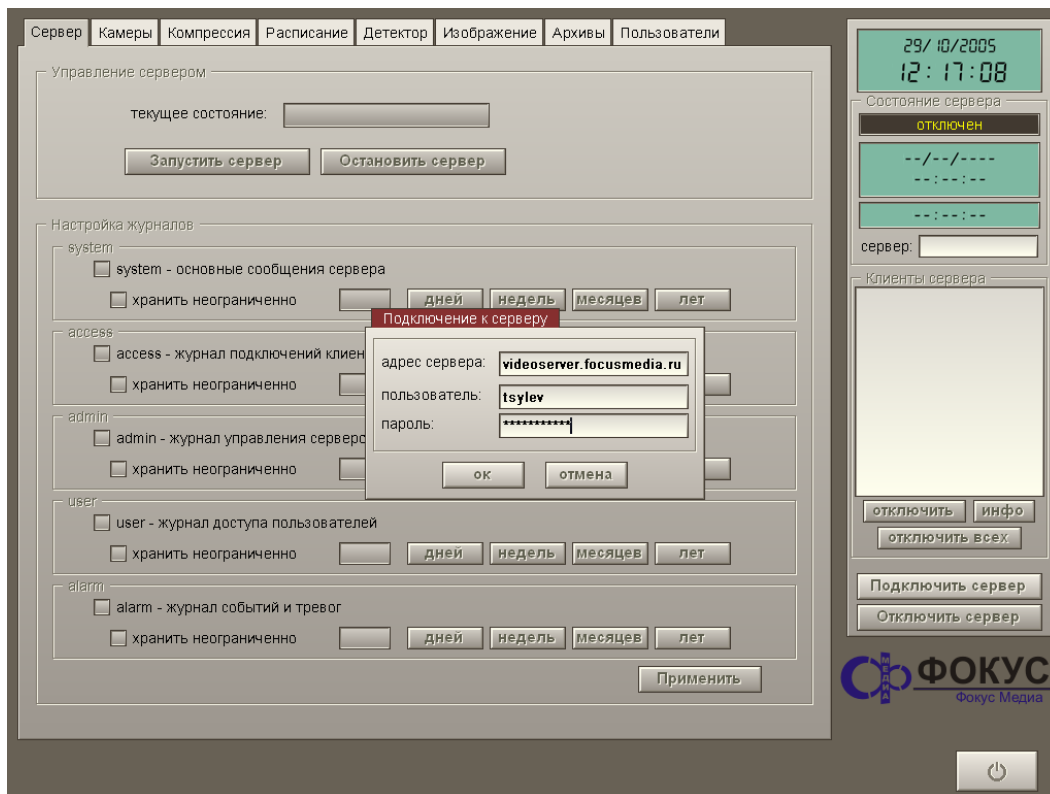 Сервер Камеры Компрессия Расписание Детектор Изображение Архивы Пользователи
Управление сервером
текущее состояние:
Запустить сервер Остановить сервер
Настройка журналов
system
system - основные сообщения сервера
хранить неограниченно дней недель месяцев лет
access
access - журнал подключений клиен
хранить неограниченно
admin
admin - журнал управления серверо
хранить неограниченно
user
user - журнал доступа пользователей
хранить неограниченно дней недель месяцев лет
alarm
alarm - журнал событий и тревог
хранить неограниченно дней недель месяцев лет
Применить
Подключение к серверу
адрес сервера: videoserver.focusmedia.ru
пользователь: tsylev
пароль: ***********
ок отмена
29/10/2005
12:17:08
Состояние сервера
отключен
--/--/----
--:--:--
--:--:--
сервер:
Клиенты сервера
отключить инфо
отключить всех
Подключить сервер
Отключить сервер
МЕДИА
ФОКУС
Фокус Медиа